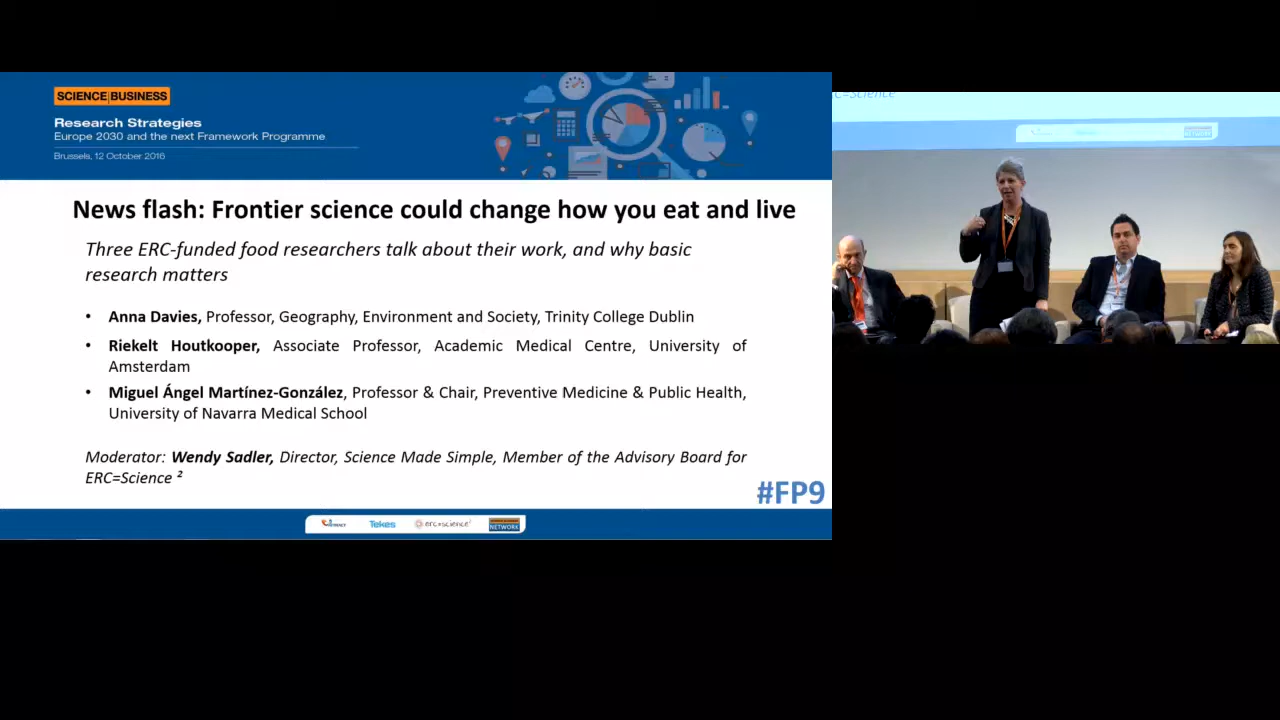 SCIENCE|BUSINESS
Research Strategies
Europe 2030 and the next Framework Programme
Brussels, 12 October 2016
News flash: Frontier science could change how you eat and live
Three ERC-funded food researchers talk about their work, and why basic
research matters
• Anna Davies, Professor, Geography, Environment and Society, Trinity College Dublin
• Riekelt Houtkooper, Associate Professor, Academic Medical Centre, University of
Amsterdam
• Miguel Ángel Martínez-González, Professor & Chair, Preventive Medicine & Public Health,
University of Navarra Medical School
Moderator: Wendy Sadler, Director, Science Made Simple, Member of the Advisory Board for
ERC=Science ²
#FP9
Tekes
erc=science²
NETWORK
ERC=Science
NETWORK